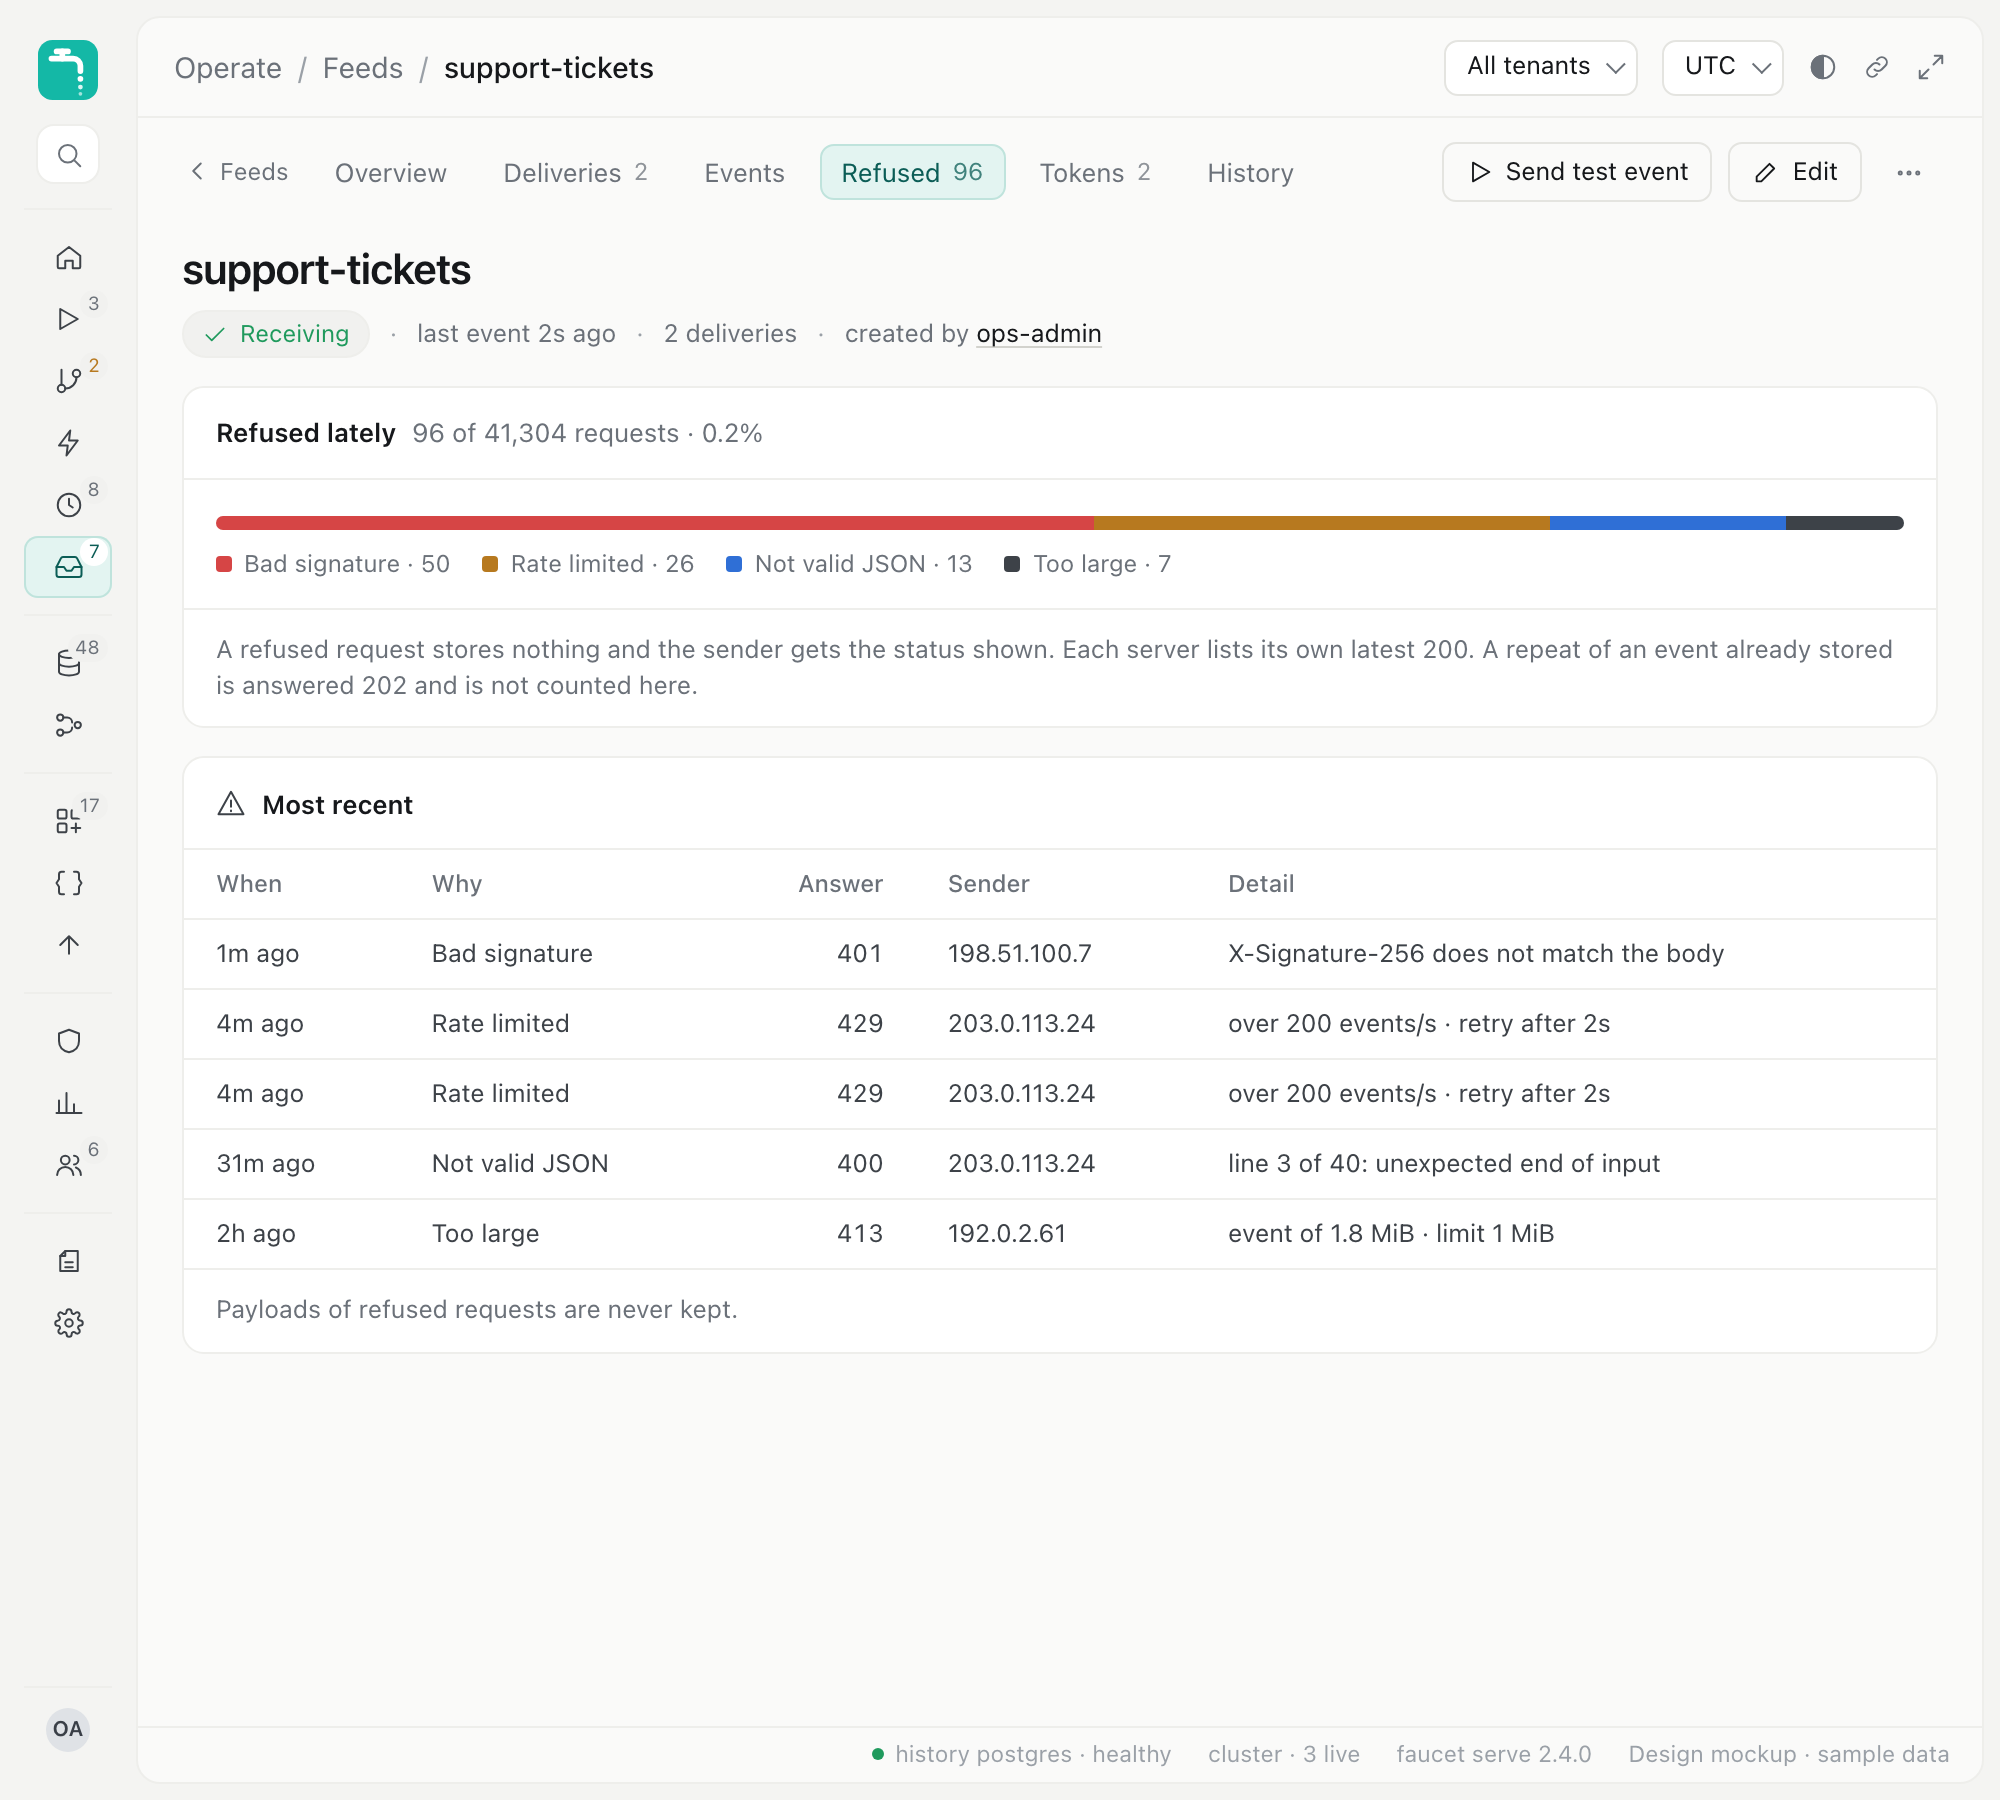 Operate / Feeds / support-tickets
All tenants
UTC
Feeds
Overview
Deliveries 2
Events
Refused 96
Tokens 2
History
Send test event
Edit
3
2
8
7
48
17
6
OA
support-tickets
Receiving · last event 2s ago · 2 deliveries · created by ops-admin
Refused lately 96 of 41,304 requests · 0.2%
Bad signature · 50
Rate limited · 26
Not valid JSON · 13
Too large · 7
A refused request stores nothing and the sender gets the status shown. Each server lists its own latest 200. A repeat of an event already stored
is answered 202 and is not counted here.
Most recent
When Why Answer Sender Detail
1m ago Bad signature 401 198.51.100.7 X-Signature-256 does not match the body
4m ago Rate limited 429 203.0.113.24 over 200 events/s · retry after 2s
4m ago Rate limited 429 203.0.113.24 over 200 events/s · retry after 2s
31m ago Not valid JSON 400 203.0.113.24 line 3 of 40: unexpected end of input
2h ago Too large 413 192.0.2.61 event of 1.8 MiB · limit 1 MiB
Payloads of refused requests are never kept.
history postgres · healthy
cluster · 3 live
faucet serve 2.4.0
Design mockup · sample data